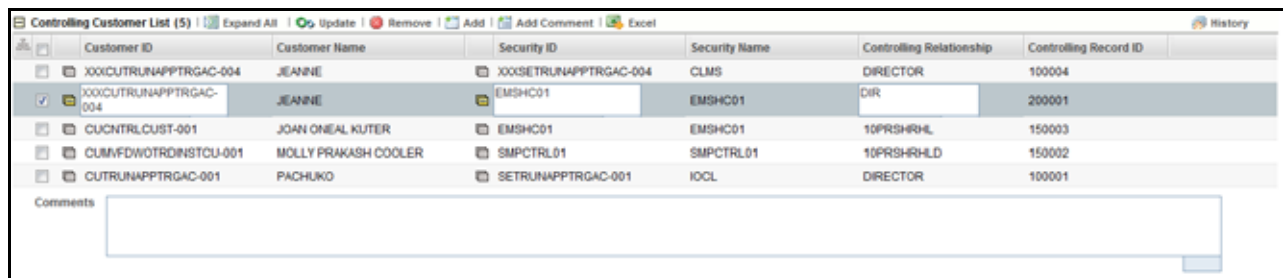 Controlling Customer List (5) | Expand All | Update | Remove | Add | Add Comment | Excel History
Customer ID Customer Name Security ID Security Name Controlling Relationship Controlling Record ID
XXXCUTRUNAPPTRGAC-004 JEANNE XXXSETRUNAPPTRGAC-004 CLMS DIRECTOR 100004
XXXCUTRUNAPPTRGAC-
004 JEANNE EMSHC01 EMSHC01 DIR 200001
CUCNTRLCUST-001 JOAN ONEAL KUTER EMSHC01 EMSHC01 10PRSHRHL 150003
CUMVFDWOTRDINSTCU-001 MOLLY PRAKASH COOLER SMPCTRL01 SMPCTRL01 10PRSHRHLD 150002
CUTRUNAPPTRGAC-001 PACHUKO SETRUNAPPTRGAC-001 IOCL DIRECTOR 100001
Comments